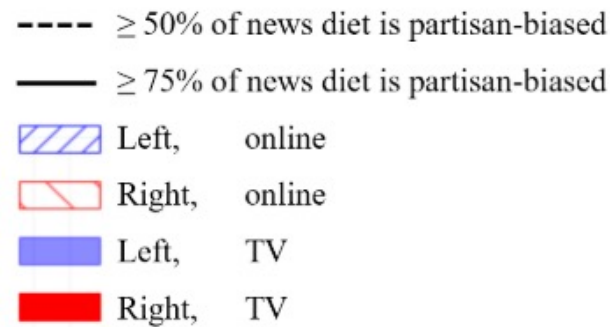 ≥ 50% of news diet is partisan-biased
≥ 75% of news diet is partisan-biased
Left, online
Right, online
Left, TV
Right, TV